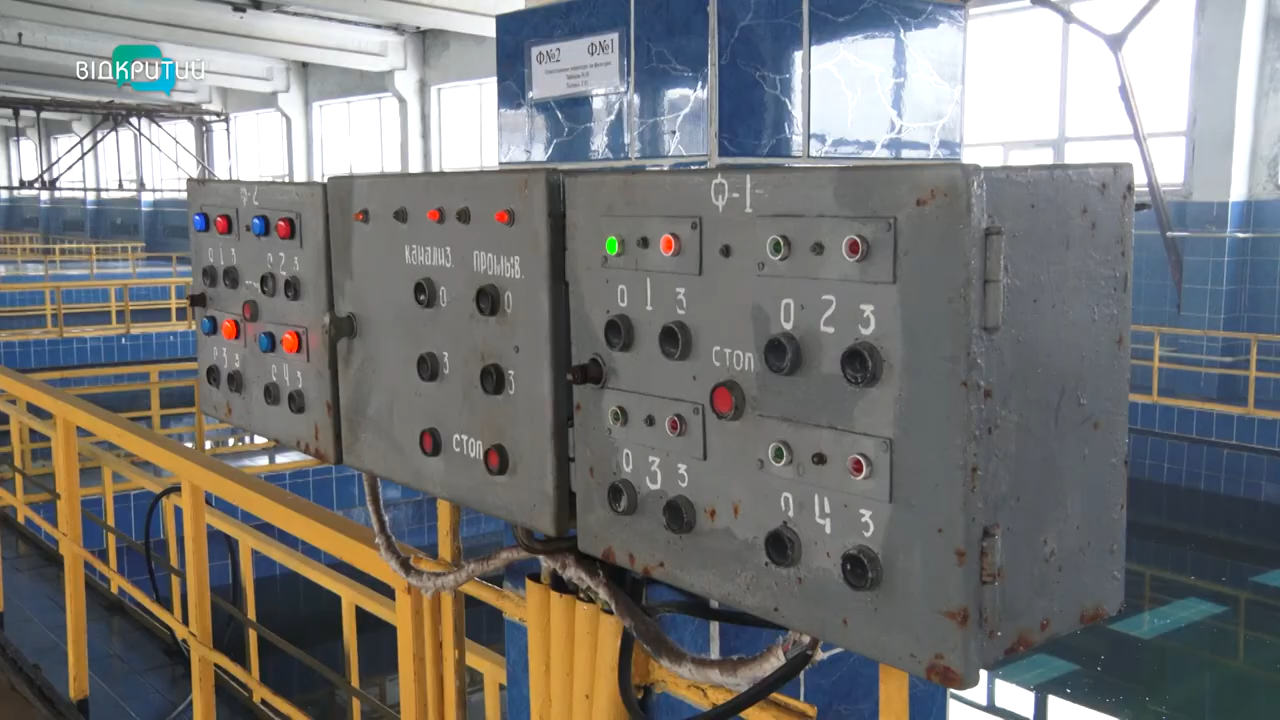 ВІДКРИТИЙ
Ф№2 Ф№1
Ф-2
0 1 3
0 2 3
0 3 3
0 4 3
канализ.
промыв.
0
0
3
3
стоп
Ф-1
0 1 3
0 2 3
стоп
0 3 3
0 4 3